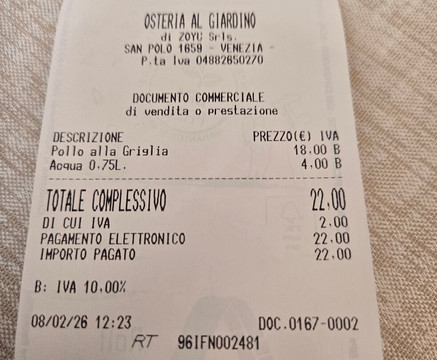 OSTERIA AL GIARDINO
di ZOYU Srls.
SAN POLO 1659 - VENEZIA -
P.ta Iva 04882650270
DOCUMENTO COMMERCIALE
di vendita o prestazione
DESCRIZIONE PREZZO(€) IVA
Pollo alla Griglia 18.00 B
Acqua 0,75L. 4.00 B
TOTALE COMPLESSIVO 22.00
DI CUI IVA 2.00
PAGAMENTO ELETTRONICO 22.00
IMPORTO PAGATO 22.00
B: IVA 10.00%
08/02/26 12:23 DOC.0167-0002
RT 96IFN002481